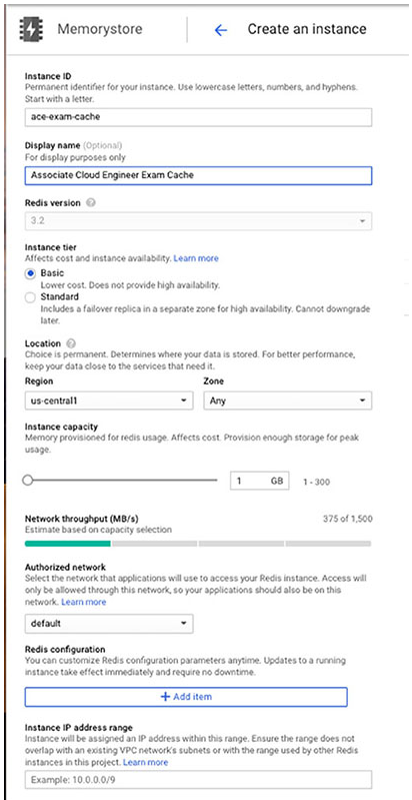 Memorystore
Create an instance
Instance ID
Permanent identifier for your instance. Use lowercase letters, numbers, and hyphens.
Start with a letter.
ace-exam-cache
Display name (Optional)
For display purposes only
Associate Cloud Engineer Exam Cache
Redis version
3.2
Instance tier
Affects cost and instance availability. Learn more
Basic
Lower cost. Does not provide high availability.
Standard
Includes a failover replica in a separate zone for high availability. Cannot downgrade
later.
Location
Choice is permanent. Determines where your data is stored. For better performance,
keep your data close to the services that need it.
Region Zone
us-central1 Any
Instance capacity
Memory provisioned for redis usage. Affects cost. Provision enough storage for peak
usage.
1 GB 1 - 300
Network throughput (MB/s) 375 of 1,500
Estimate based on capacity selection
Authorized network
Select the network that applications will use to access your Redis instance. Access will
only be allowed through this network, so your applications should also be on this
network. Learn more
default
Redis configuration
You can customize Redis configuration parameters anytime. Updates to a running
instance take effect immediately and require no downtime.
+ Add item
Instance IP address range
Instance will be assigned an IP address within this range. Ensure the range does not
overlap with an existing VPC network's subnets or with the range used by other Redis
instances in this project. Learn more
Example: 10.0.0.0/9